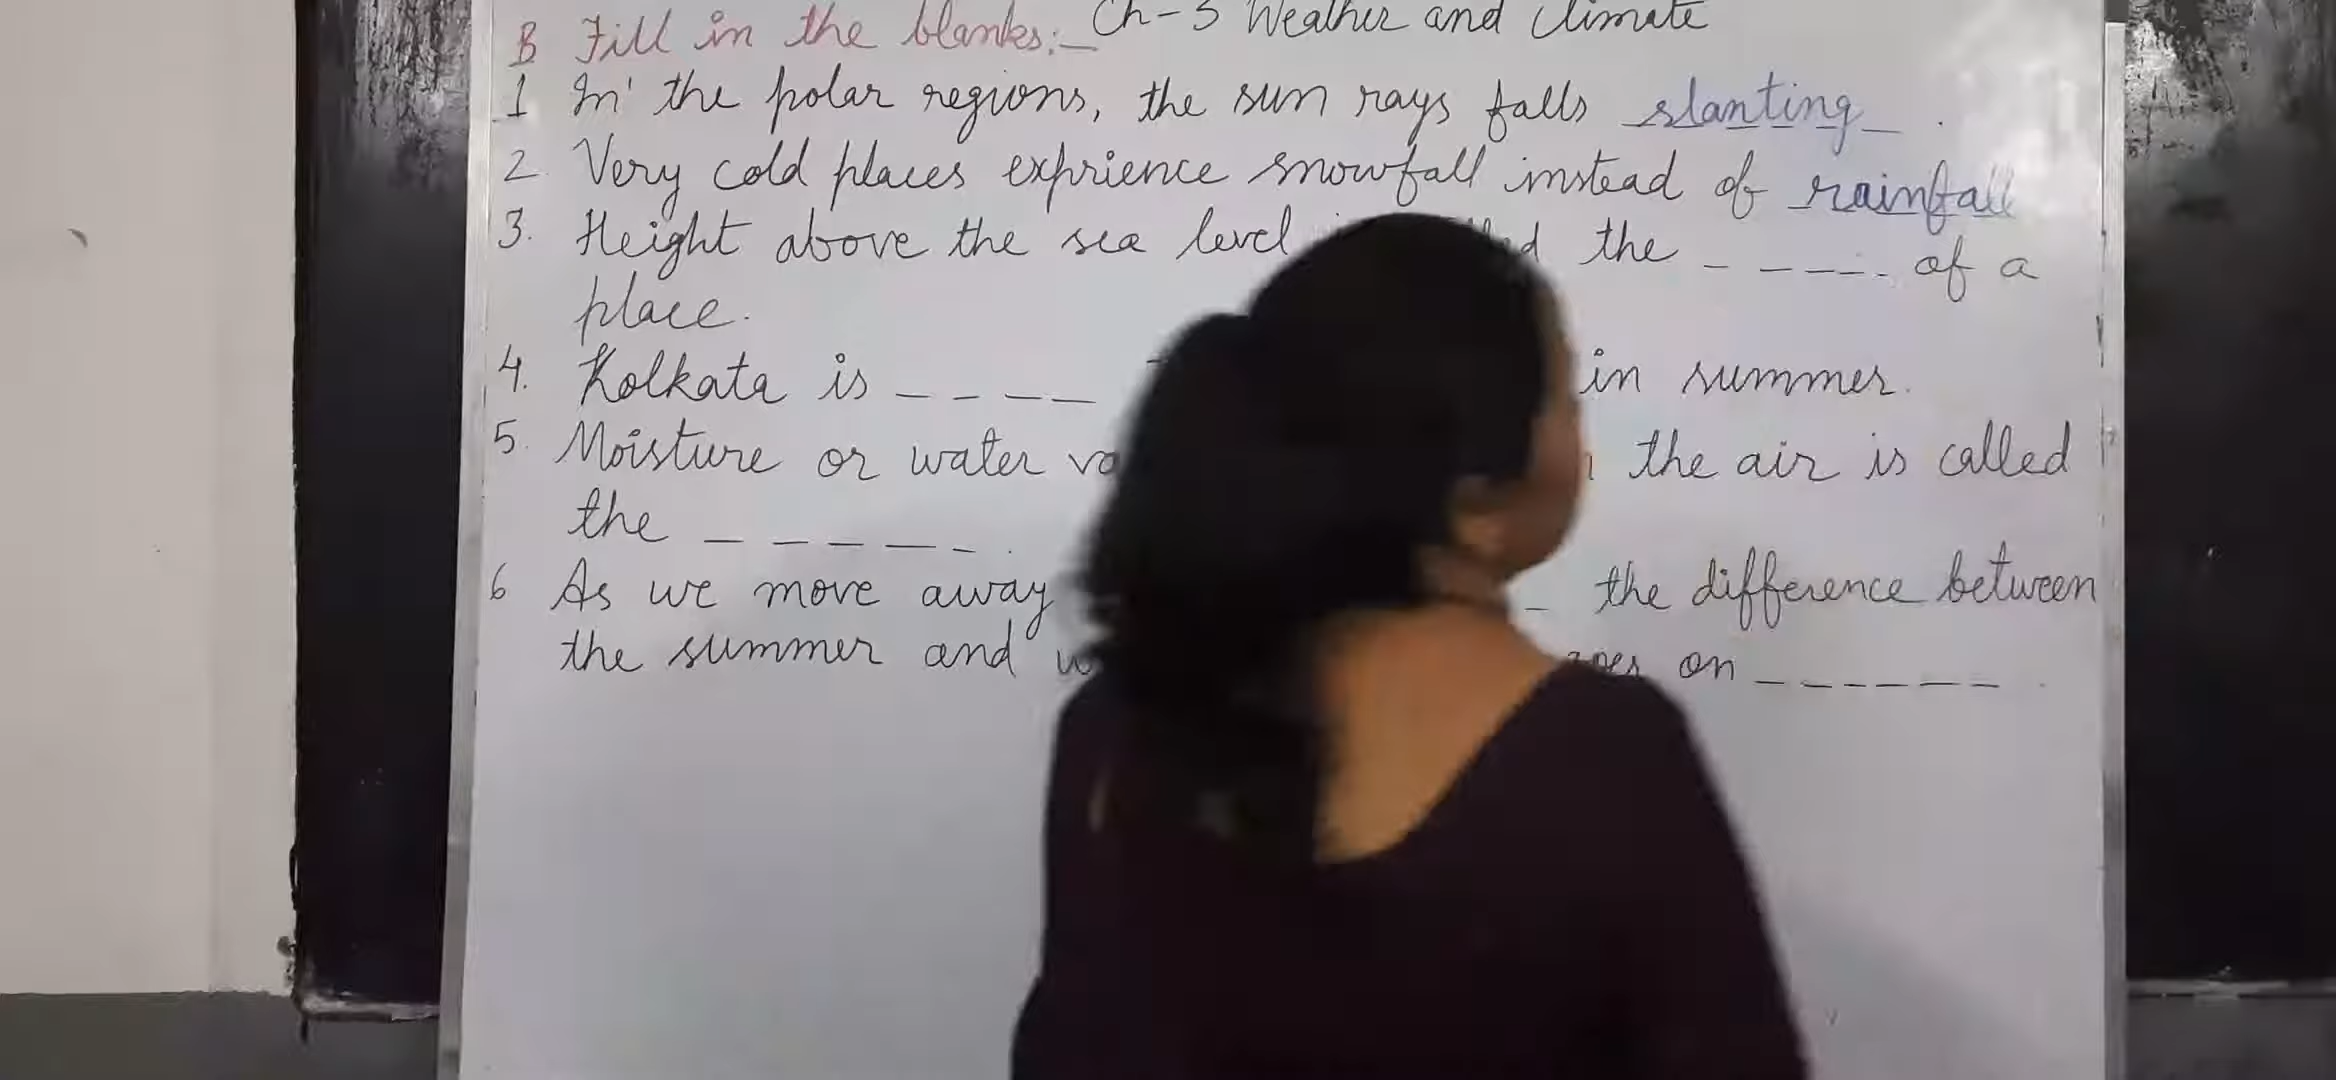 B Fill in the blanks:- Ch-3 Weather and Climate
1 In the polar regions, the sun rays falls slanting _ .
2. Very cold places exprience snowfall instead of rainfall
3. Height above the sea level the _ _ _ _ _ of a
place.
4. Kolkata is _ _ _ _ in summer.
5. Moisture or water the air is called
the _ _ _ _ _ .
6 As we move away _ the difference between
the summer and goes on _ _ _ _ _ _ .